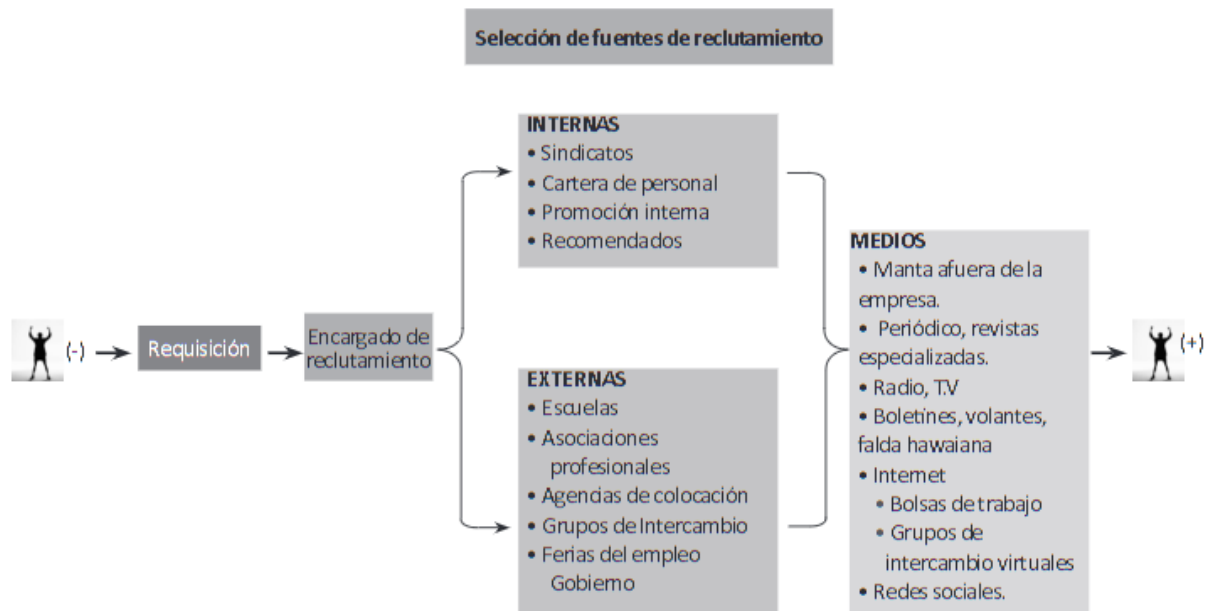 Selección de fuentes de reclutamiento
(-)
Requisición
Encargado de
reclutamiento
INTERNAS
• Sindicatos
• Cartera de personal
• Promoción interna
• Recomendados
EXTERNAS
• Escuelas
• Asociaciones
profesionales
• Agencias de colocación
• Grupos de Intercambio
• Ferias del empleo
Gobierno
MEDIOS
• Manta afuera de la
empresa.
• Periódico, revistas
especializadas.
• Radio, T.V
• Boletínes, volantes,
falda hawaiana
• Internet
• Bolsas de trabajo
• Grupos de
intercambio virtuales
• Redes sociales.
(+)